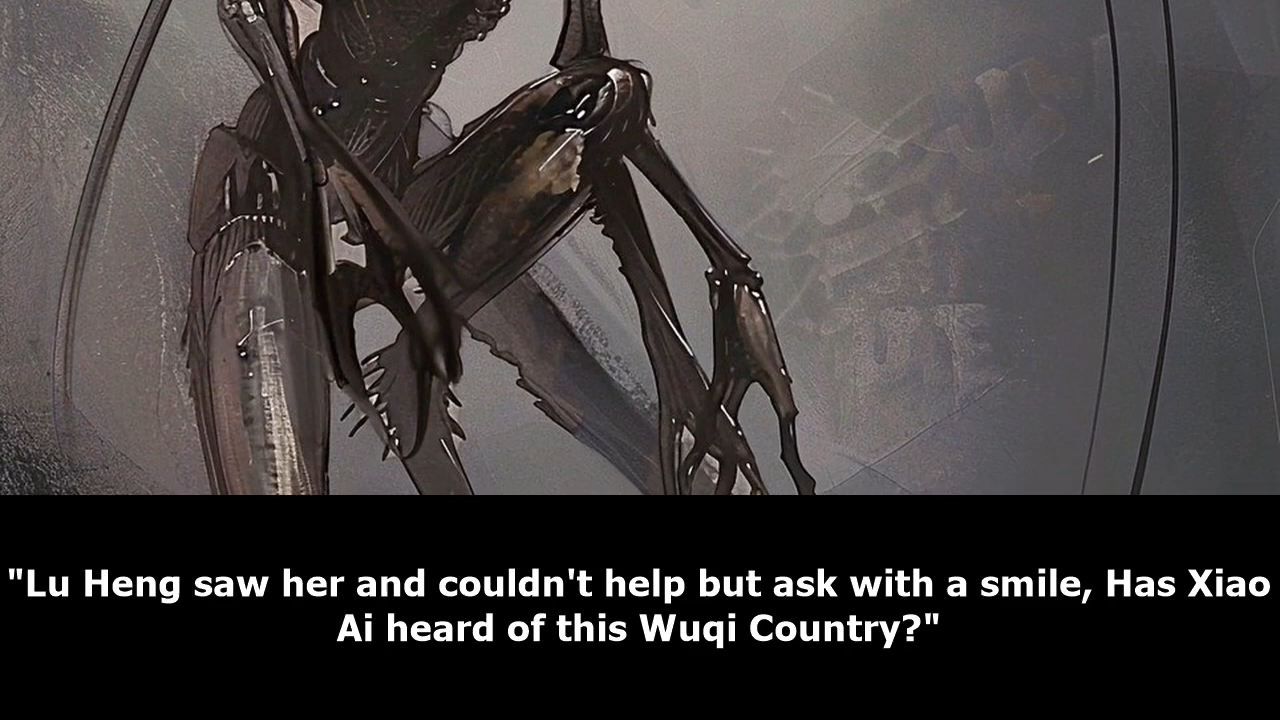 "Lu Heng saw her and couldn't help but ask with a smile, Has Xiao
Ai heard of this Wuqi Country?"